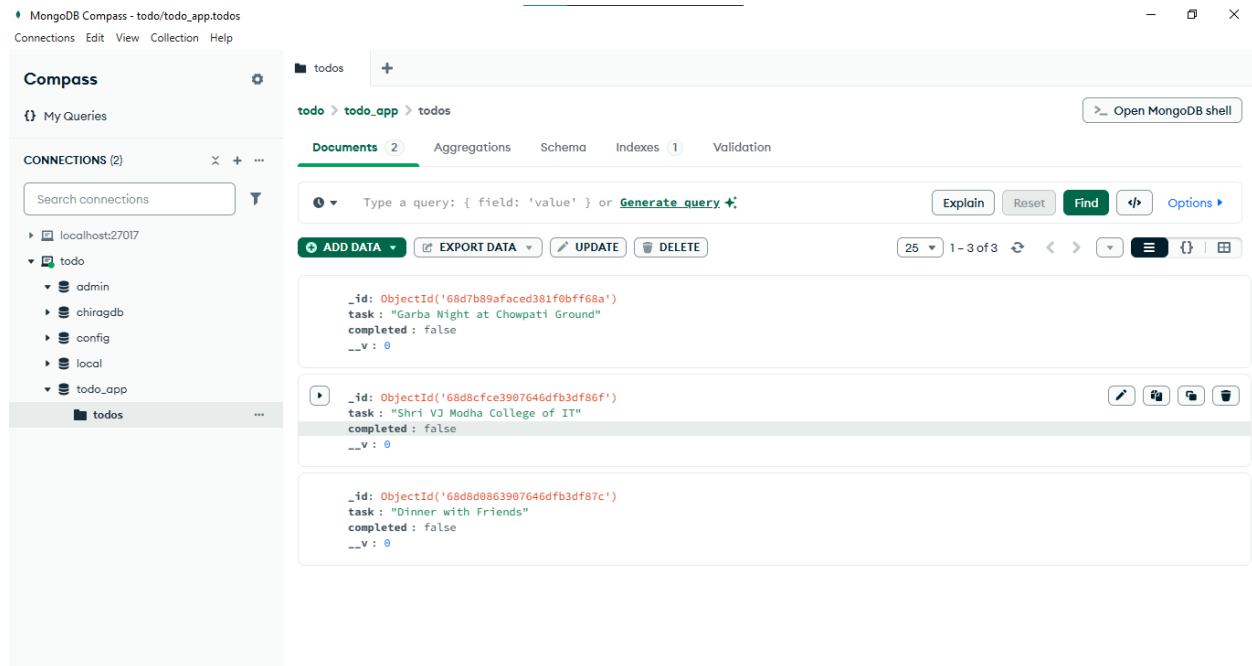 MongoDB Compass - todo/todo_app.todos
Connections Edit View Collection Help
Compass
{} My Queries
CONNECTIONS (2)
Search connections
localhost:27017
todo
admin
chiragdb
config
local
todo_app
todos
todos
todo > todo_app > todos
>_ Open MongoDB shell
Documents 2 Aggregations Schema Indexes 1 Validation
Type a query: { field: 'value' } or Generate query
Explain Reset Find </> Options
ADD DATA EXPORT DATA UPDATE DELETE
25 1 – 3 of 3 {}
_id: ObjectId('68d7b89afaced381f0bff68a')
task : "Garba Night at Chowpati Ground"
completed : false
__v : 0
_id: ObjectId('68d8cfce3907646dfb3df86f')
task : "Shri VJ Modha College of IT"
completed : false
__v : 0
_id: ObjectId('68d8d0863907646dfb3df87c')
task : "Dinner with Friends"
completed : false
__v : 0